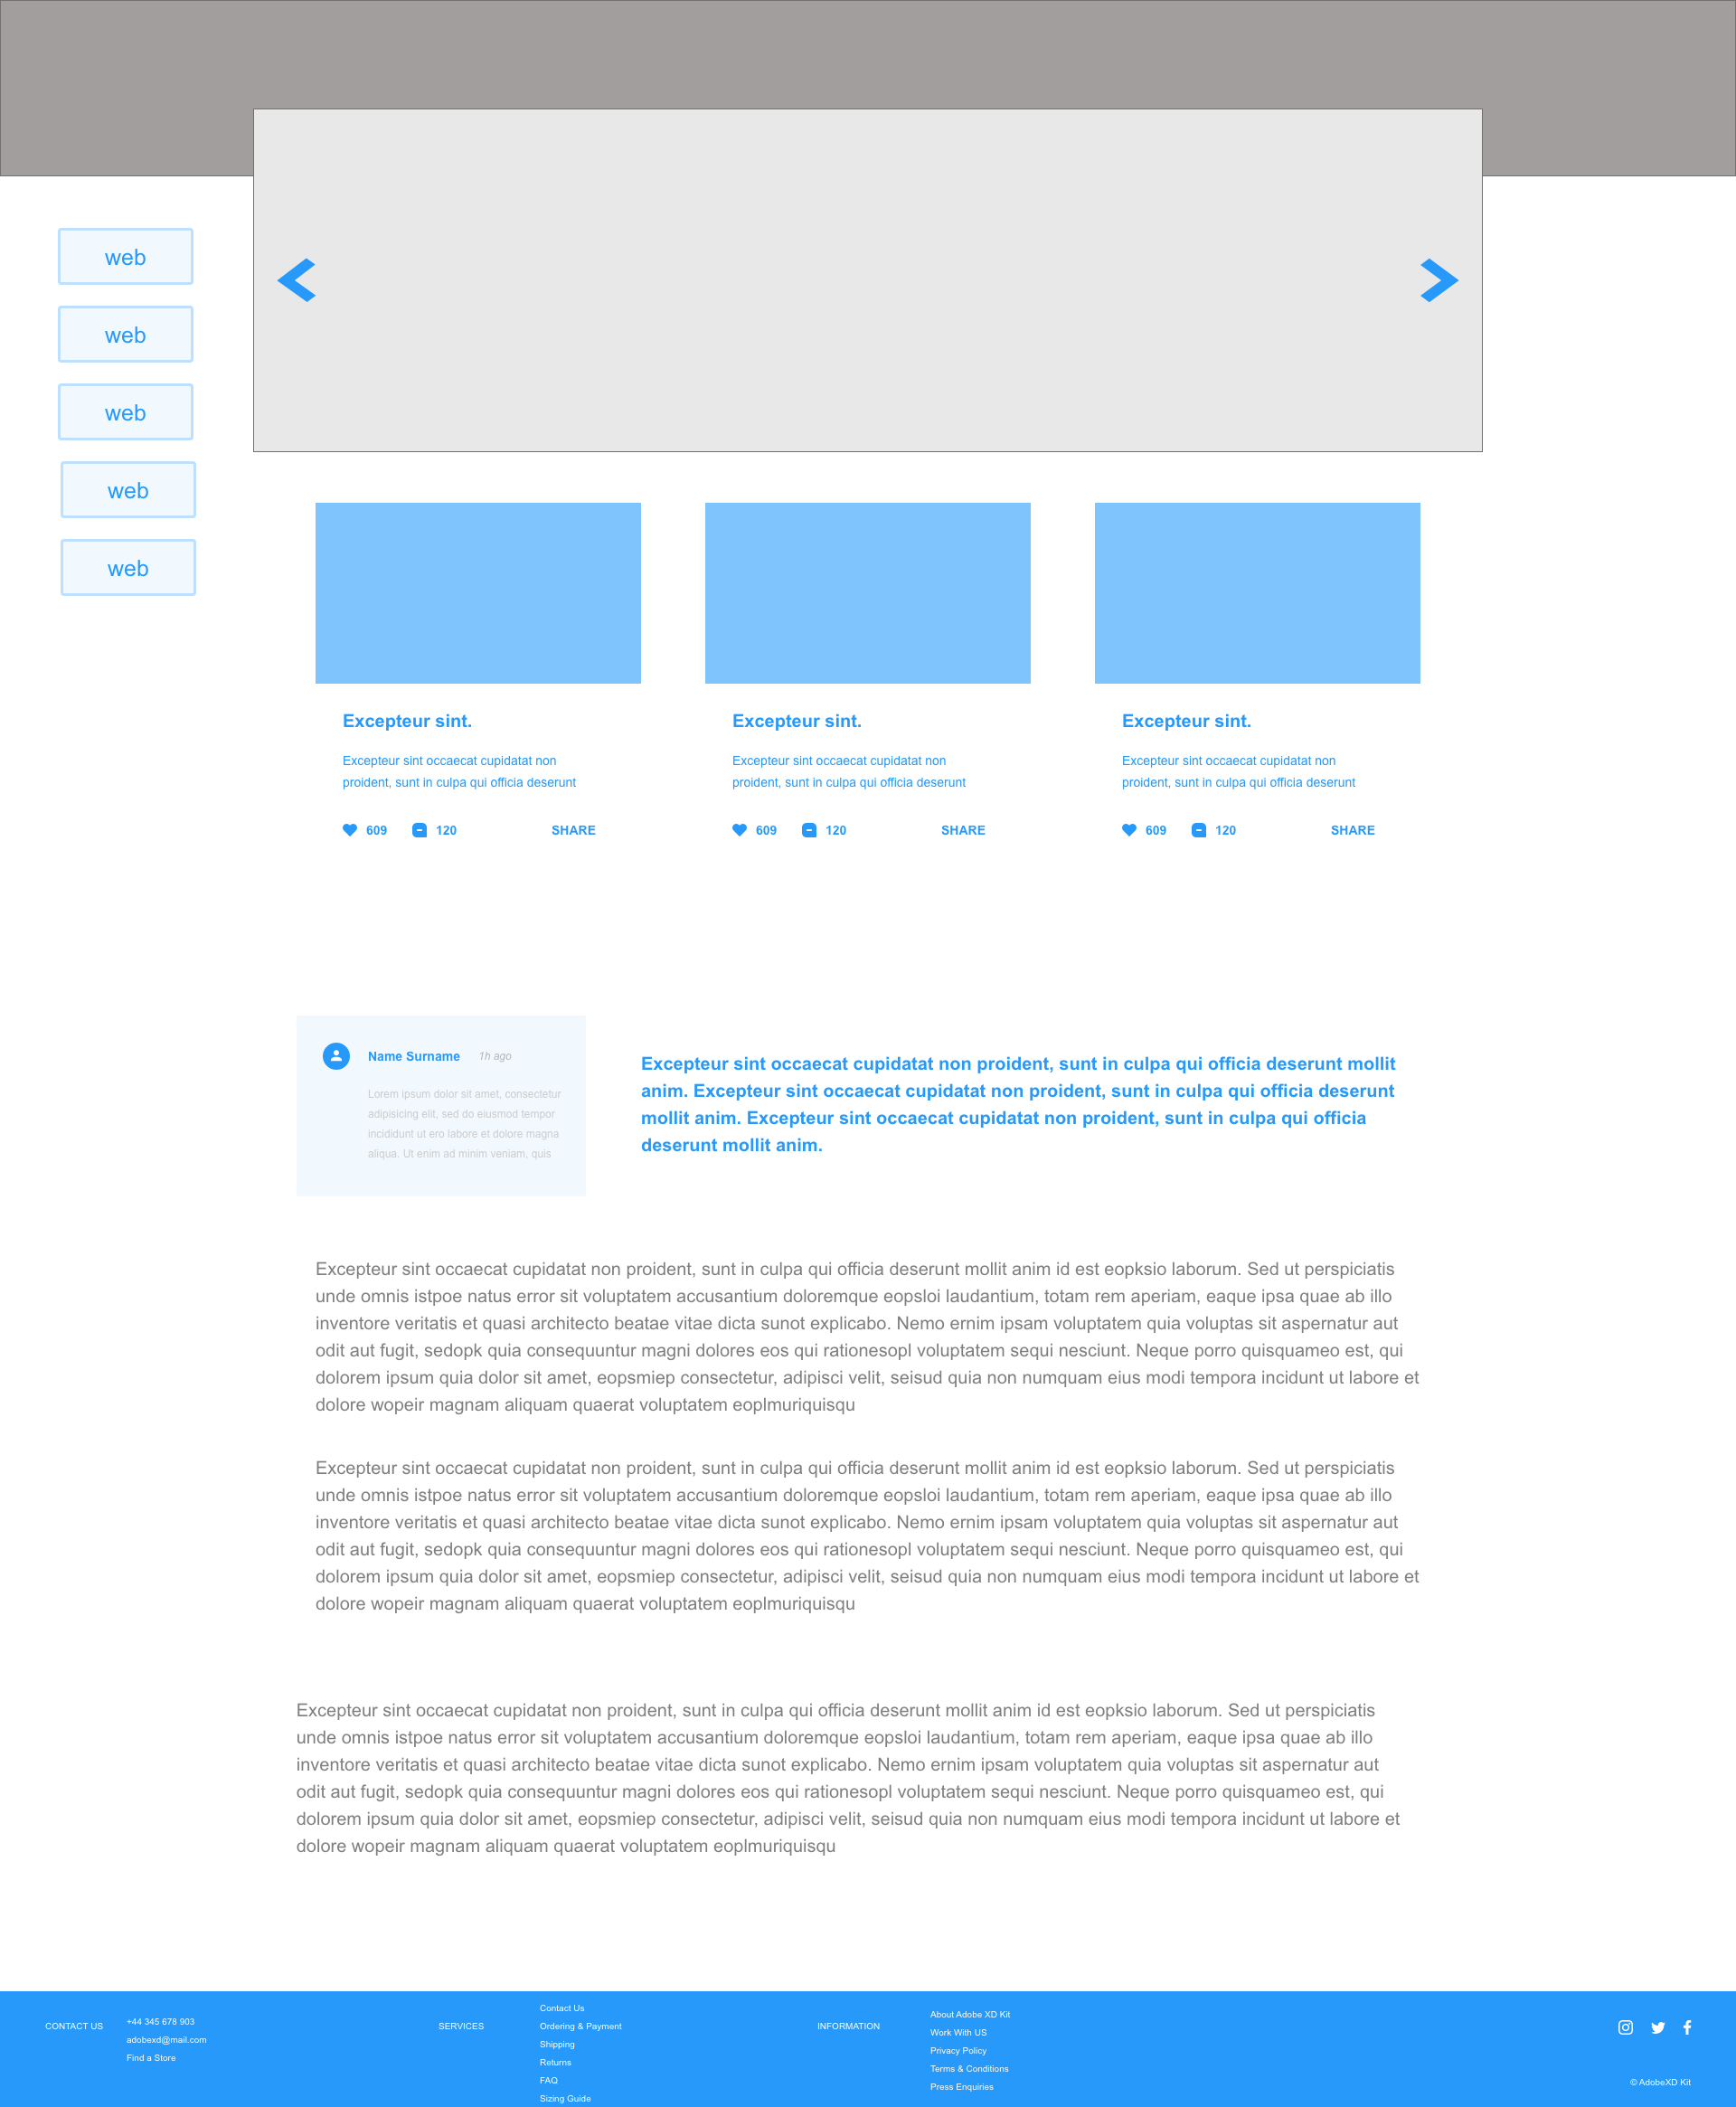 web
web
web
web
web
Excepteur sint.
Excepteur sint occaecat cupidatat non
proident, sunt in culpa qui officia deserunt
609 120 SHARE
Excepteur sint.
Excepteur sint occaecat cupidatat non
proident, sunt in culpa qui officia deserunt
609 120 SHARE
Excepteur sint.
Excepteur sint occaecat cupidatat non
proident, sunt in culpa qui officia deserunt
609 120 SHARE
Name Surname 1h ago
Lorem ipsum dolor sit amet, consectetur
adipisicing elit, sed do eiusmod tempor
incididunt ut ero labore et dolore magna
aliqua. Ut enim ad minim veniam, quis
Excepteur sint occaecat cupidatat non proident, sunt in culpa qui officia deserunt mollit
anim. Excepteur sint occaecat cupidatat non proident, sunt in culpa qui officia deserunt
mollit anim. Excepteur sint occaecat cupidatat non proident, sunt in culpa qui officia
deserunt mollit anim.
Excepteur sint occaecat cupidatat non proident, sunt in culpa qui officia deserunt mollit anim id est eopksio laborum. Sed ut perspiciatis
unde omnis istpoe natus error sit voluptatem accusantium doloremque eopsloi laudantium, totam rem aperiam, eaque ipsa quae ab illo
inventore veritatis et quasi architecto beatae vitae dicta sunot explicabo. Nemo ernim ipsam voluptatem quia voluptas sit aspernatur aut
odit aut fugit, sedopk quia consequuntur magni dolores eos qui rationesopl voluptatem sequi nesciunt. Neque porro quisquameo est, qui
dolorem ipsum quia dolor sit amet, eopsmiep consectetur, adipisci velit, seisud quia non numquam eius modi tempora incidunt ut labore et
dolore wopeir magnam aliquam quaerat voluptatem eoplmuriquisqu
Excepteur sint occaecat cupidatat non proident, sunt in culpa qui officia deserunt mollit anim id est eopksio laborum. Sed ut perspiciatis
unde omnis istpoe natus error sit voluptatem accusantium doloremque eopsloi laudantium, totam rem aperiam, eaque ipsa quae ab illo
inventore veritatis et quasi architecto beatae vitae dicta sunot explicabo. Nemo ernim ipsam voluptatem quia voluptas sit aspernatur aut
odit aut fugit, sedopk quia consequuntur magni dolores eos qui rationesopl voluptatem sequi nesciunt. Neque porro quisquameo est, qui
dolorem ipsum quia dolor sit amet, eopsmiep consectetur, adipisci velit, seisud quia non numquam eius modi tempora incidunt ut labore et
dolore wopeir magnam aliquam quaerat voluptatem eoplmuriquisqu
Excepteur sint occaecat cupidatat non proident, sunt in culpa qui officia deserunt mollit anim id est eopksio laborum. Sed ut perspiciatis
unde omnis istpoe natus error sit voluptatem accusantium doloremque eopsloi laudantium, totam rem aperiam, eaque ipsa quae ab illo
inventore veritatis et quasi architecto beatae vitae dicta sunot explicabo. Nemo ernim ipsam voluptatem quia voluptas sit aspernatur aut
odit aut fugit, sedopk quia consequuntur magni dolores eos qui rationesopl voluptatem sequi nesciunt. Neque porro quisquameo est, qui
dolorem ipsum quia dolor sit amet, eopsmiep consectetur, adipisci velit, seisud quia non numquam eius modi tempora incidunt ut labore et
dolore wopeir magnam aliquam quaerat voluptatem eoplmuriquisqu
CONTACT US
+44 345 678 903
adobexd@mail.com
Find a Store
SERVICES
Contact Us
Ordering & Payment
Shipping
Returns
FAQ
Sizing Guide
INFORMATION
About Adobe XD Kit
Work With US
Privacy Policy
Terms & Conditions
Press Enquiries
© AdobeXD Kit